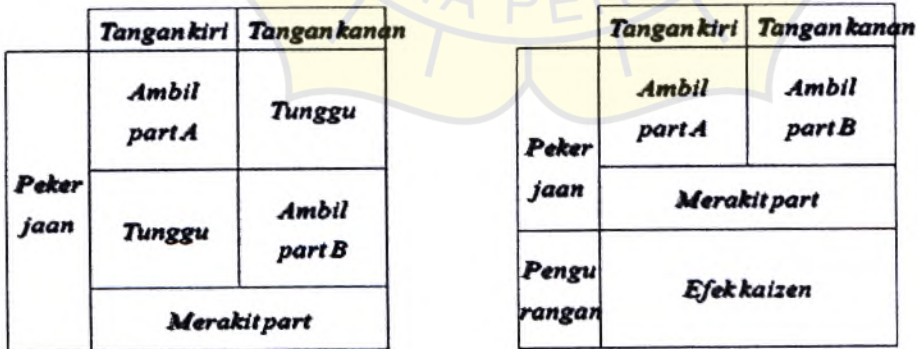 Tangan kiri Tangan kanan
Ambil
part A
Tunggu
Peker
jaan
Tunggu
Ambil
part B
Merakit part
Tangan kiri Tangan kanan
Ambil
part A
Ambil
part B
Peker
jaan
Merakit part
Pengu
rangan
Efek kaizen